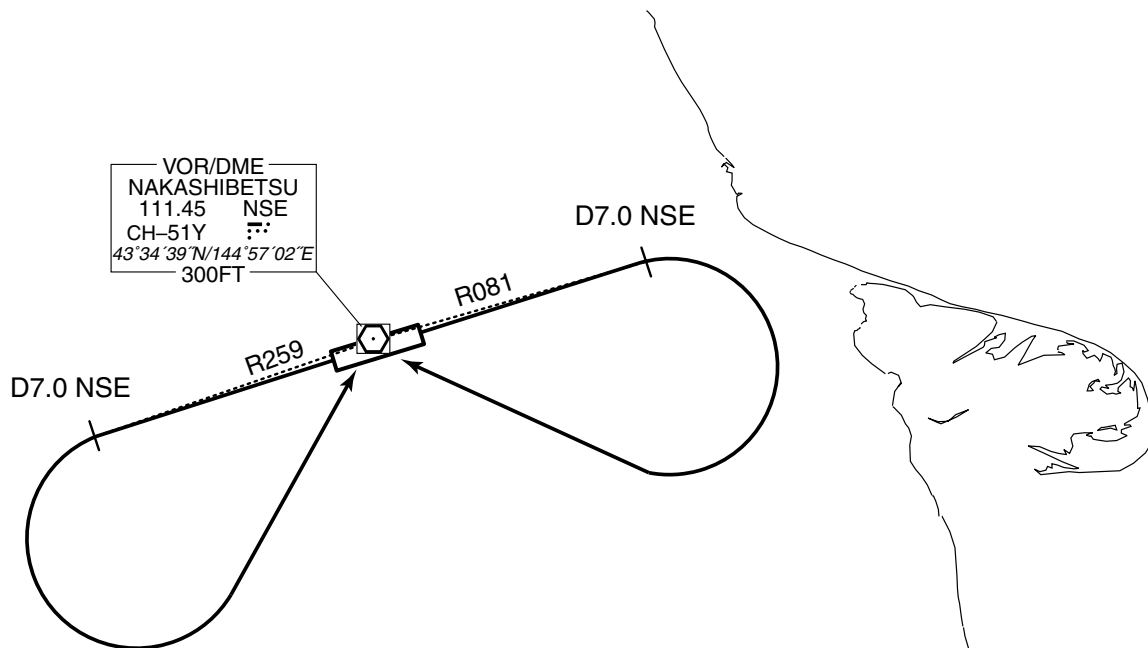 VOR/DME
NAKASHIBETSU
111.45 NSE
CH–51Y
43°34´39˝N/144°57´02˝E
300FT
D7.0 NSE
R081
R259
D7.0 NSE